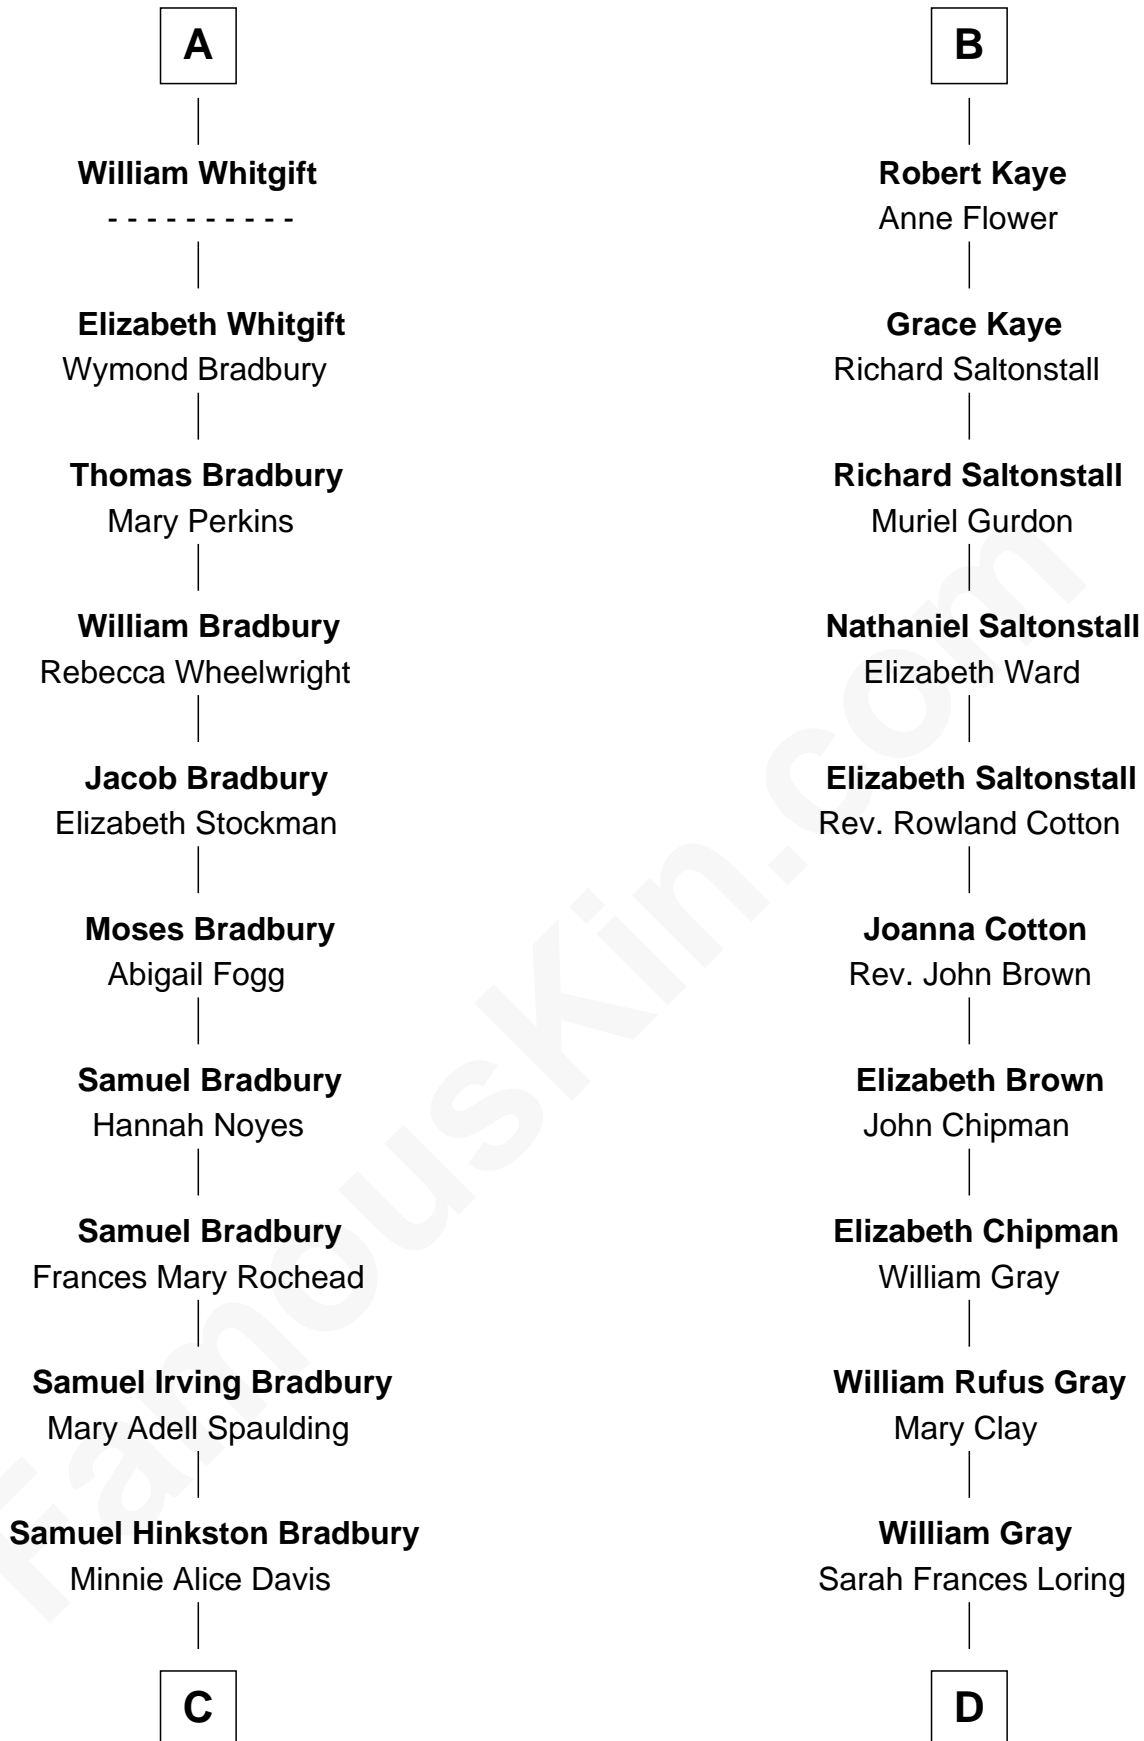 A
William Whitgift
- - - - - - - - - -
Elizabeth Whitgift
Wymond Bradbury
Thomas Bradbury
Mary Perkins
William Bradbury
Rebecca Wheelwright
Jacob Bradbury
Elizabeth Stockman
Moses Bradbury
Abigail Fogg
Samuel Bradbury
Hannah Noyes
Samuel Bradbury
Frances Mary Rochead
Samuel Irving Bradbury
Mary Adell Spaulding
Samuel Hinkston Bradbury
Minnie Alice Davis
C
B
Robert Kaye
Anne Flower
Grace Kaye
Richard Saltonstall
Richard Saltonstall
Muriel Gurdon
Nathaniel Saltonstall
Elizabeth Ward
Elizabeth Saltonstall
Rev. Rowland Cotton
Joanna Cotton
Rev. John Brown
Elizabeth Brown
John Chipman
Elizabeth Chipman
William Gray
William Rufus Gray
Mary Clay
William Gray
Sarah Frances Loring
D
FamousKin.com